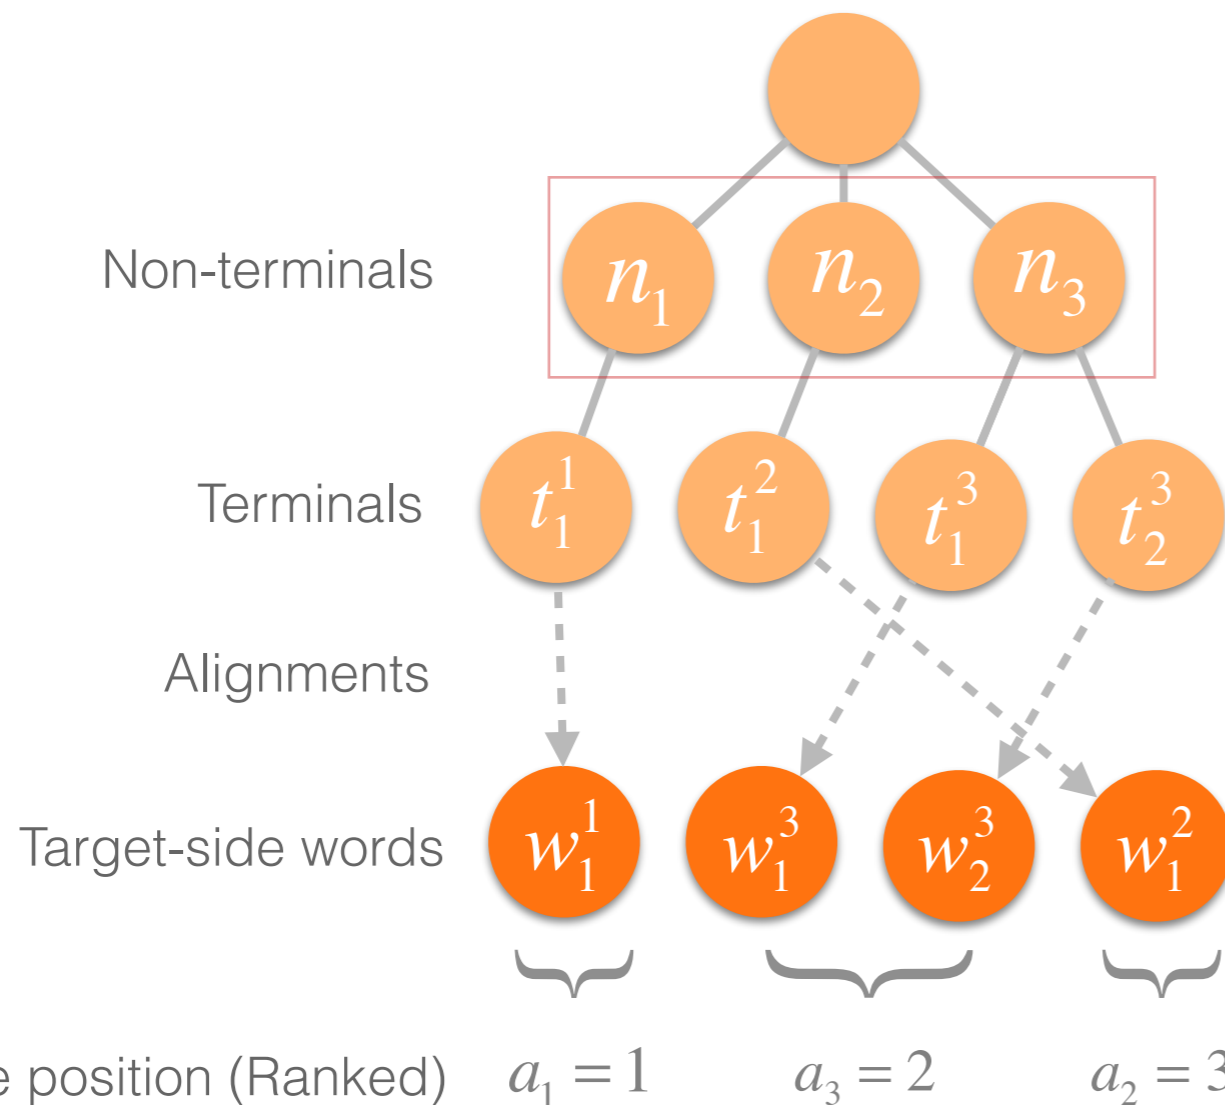 Non-terminals n₁ n₂ n₃
Terminals t₁¹ t₁² t₁³ t₂³
Alignments
Target-side words w₁¹ w₁³ w₂³ w₁²
e position (Ranked) a₁ = 1 a₃ = 2 a₂ = 3